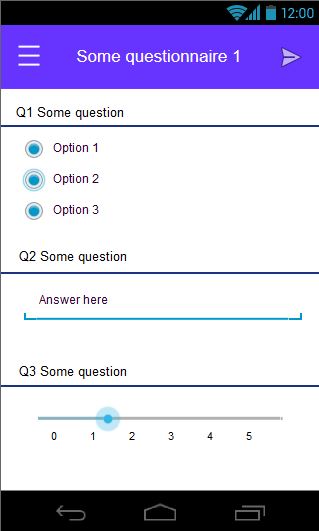 12:00
Some questionnaire 1
Q1 Some question
Option 1
Option 2
Option 3
Q2 Some question
Answer here
Q3 Some question
0 1 2 3 4 5